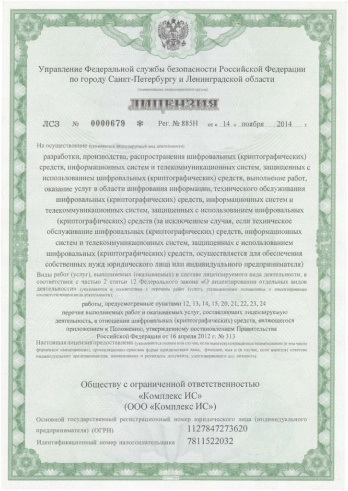 Управление Федеральной службы безопасности Российской Федерации
по городу Санкт-Петербургу и Ленинградской области
ЛИЦЕНЗИЯ
ЛСЗ № 0000678 Рег. № 885Н от « 14 » ноября 2014 г.
На осуществление
разработки, производства, распространения шифровальных (криптографических)
средств, информационных систем и телекоммуникационных систем, защищенных с
использованием шифровальных (криптографических) средств, выполнение работ,
оказание услуг в области шифрования информации, технического обслуживания
шифровальных (криптографических) средств, информационных систем и
телекоммуникационных систем, защищенных с использованием шифровальных
(криптографических) средств (за исключением случая, если техническое
обслуживание шифровальных (криптографических) средств, информационных
систем и телекоммуникационных систем, защищенных с использованием
шифровальных (криптографических) средств, осуществляется для обеспечения
собственных нужд юридического лица или индивидуального предпринимателя)
Виды работ (услуг), выполняемых (оказываемых) в составе лицензируемого вида деятельности, в
соответствии с частью 2 статьи 12 Федерального закона «О лицензировании отдельных видов
деятельности»
работы, предусмотренные пунктами 12, 13, 14, 15, 20, 21, 22, 23, 24
перечня выполняемых работ и оказываемых услуг, составляющих лицензируемую
деятельность, в отношении шифровальных (криптографических) средств, являющегося
приложением к Положению, утвержденному постановлением Правительства
Российской Федерации от 16 апреля 2012 г. № 313
Настоящая лицензия предоставлена
Обществу с ограниченной ответственностью
«Комплекс ИС»
(ООО «Комплекс ИС»)
Основной государственный регистрационный номер юридического лица (индивидуального
предпринимателя) (ОГРН) 1127847273620
Идентификационный номер налогоплательщика 7811522032